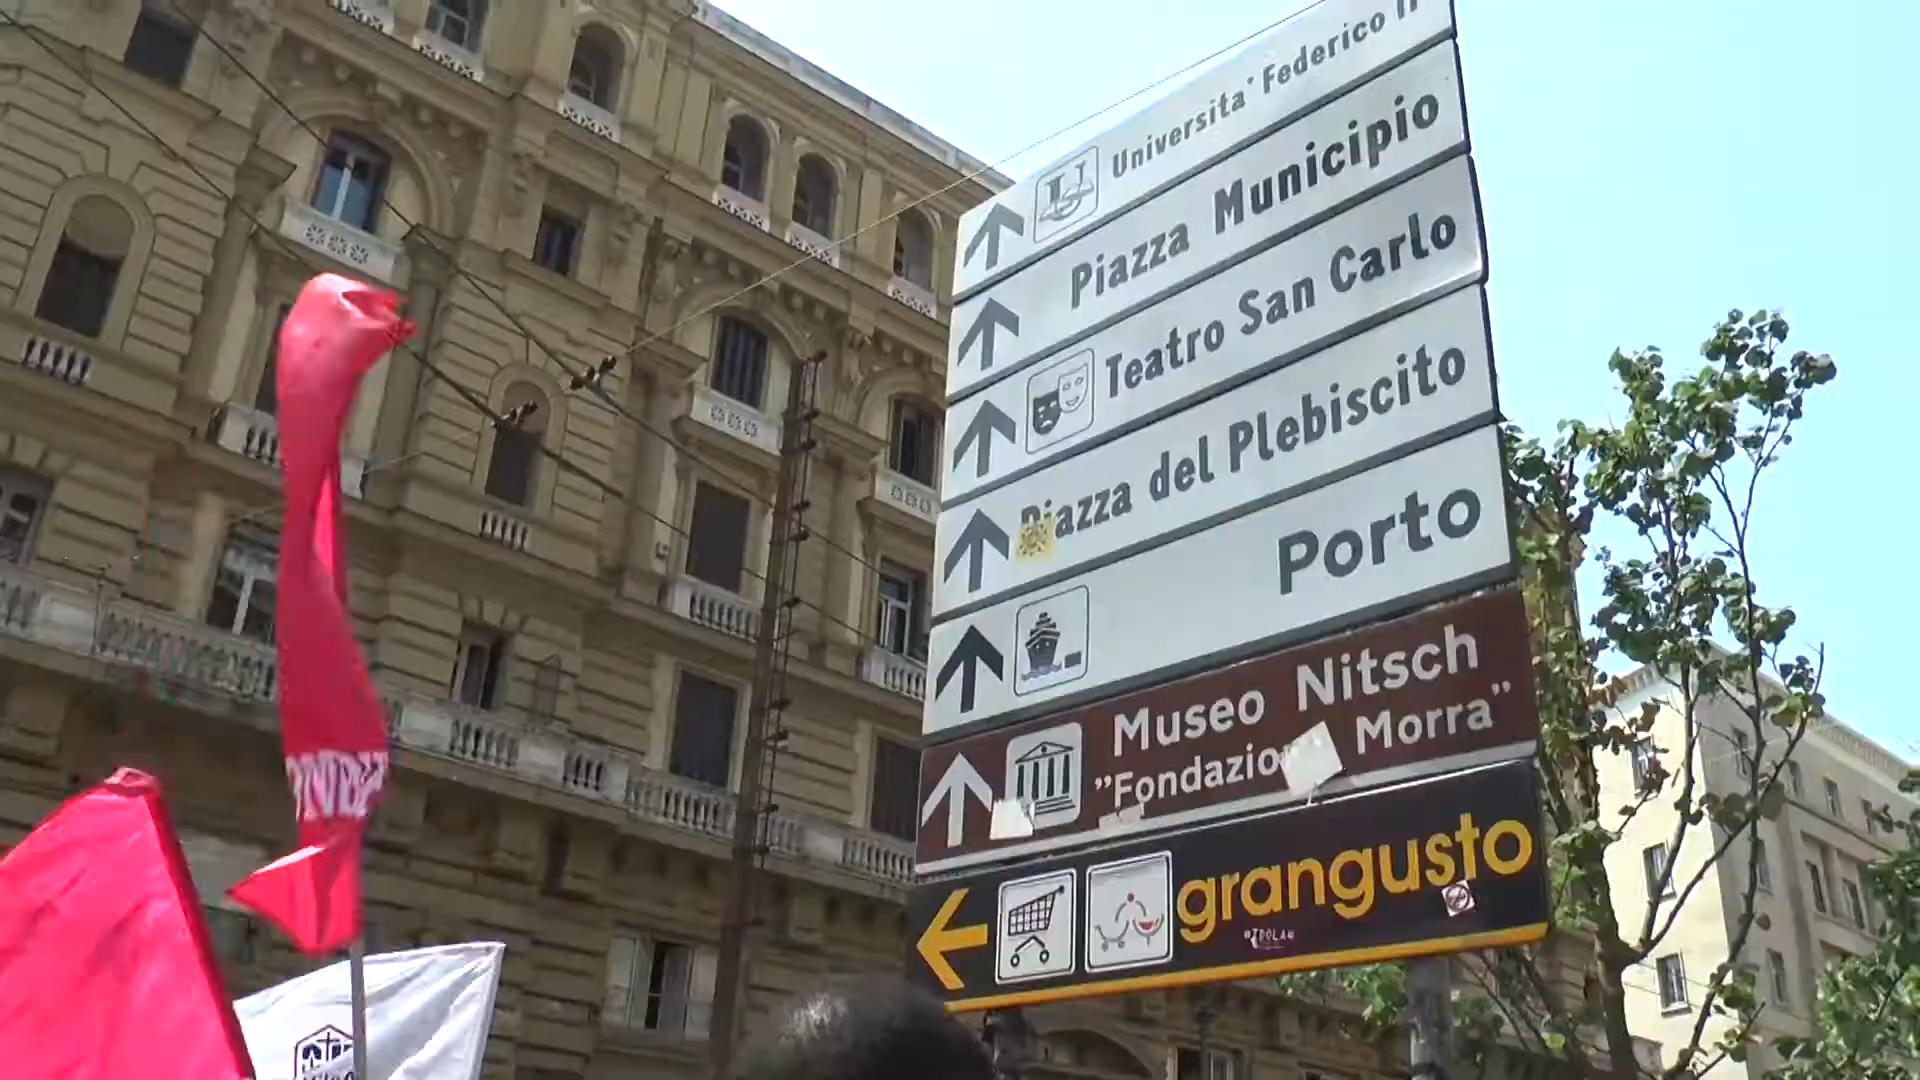 Universita' Federico II
Piazza Municipio
Teatro San Carlo
Piazza del Plebiscito
Porto
Museo Nitsch
"Fondazio Morra"
grangusto